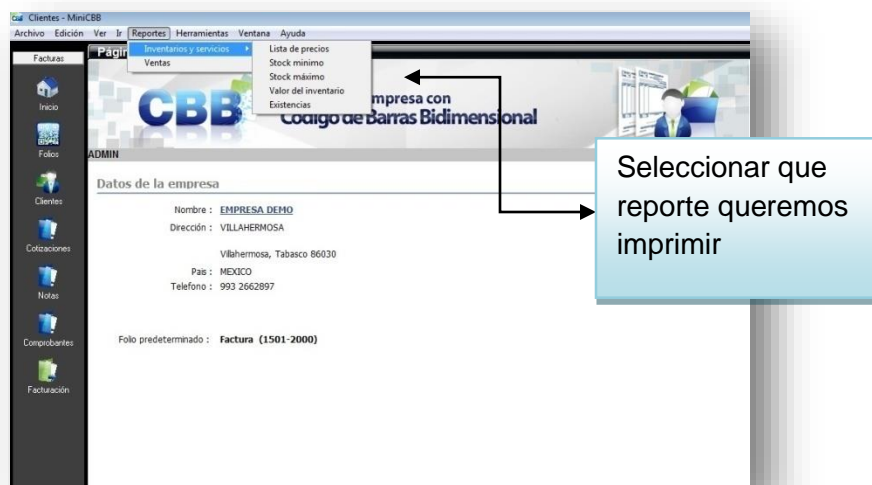 Clientes - MiniCBB
Archivo Edición Ver Ir Reportes Herramientas Ventana Ayuda
Facturas
Págin
Inventarios y servicios
Ventas
Lista de precios
Stock minimo
Stock máximo
Valor del inventario
Existencias
CBB
mpresa con
Código de Barras Bidimensional
ADMIN
Inicio
Folios
Clientes
Cotizaciones
Notas
Comprobantes
Facturación
Datos de la empresa
Nombre : EMPRESA DEMO
Dirección : VILLAHERMOSA
Villahermosa, Tabasco 86030
Pais : MEXICO
Telefono : 993 2662897
Folio predeterminado : Factura (1501-2000)
Seleccionar que
reporte queremos
imprimir